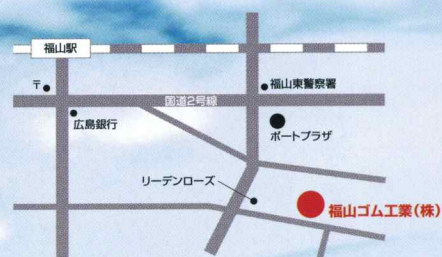 福山駅
〒
福山東警察署
国道2号線
広島銀行
ポートプラザ
リーデンローズ
福山ゴム工業(株)